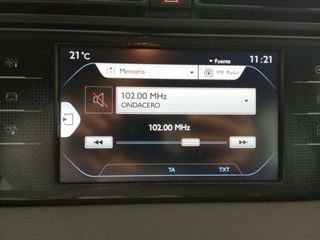 21°C
Fuente
11:21
Memoria
FM Radio
102.00 MHz
ONDACERO
102.00 MHz
TA
TXT